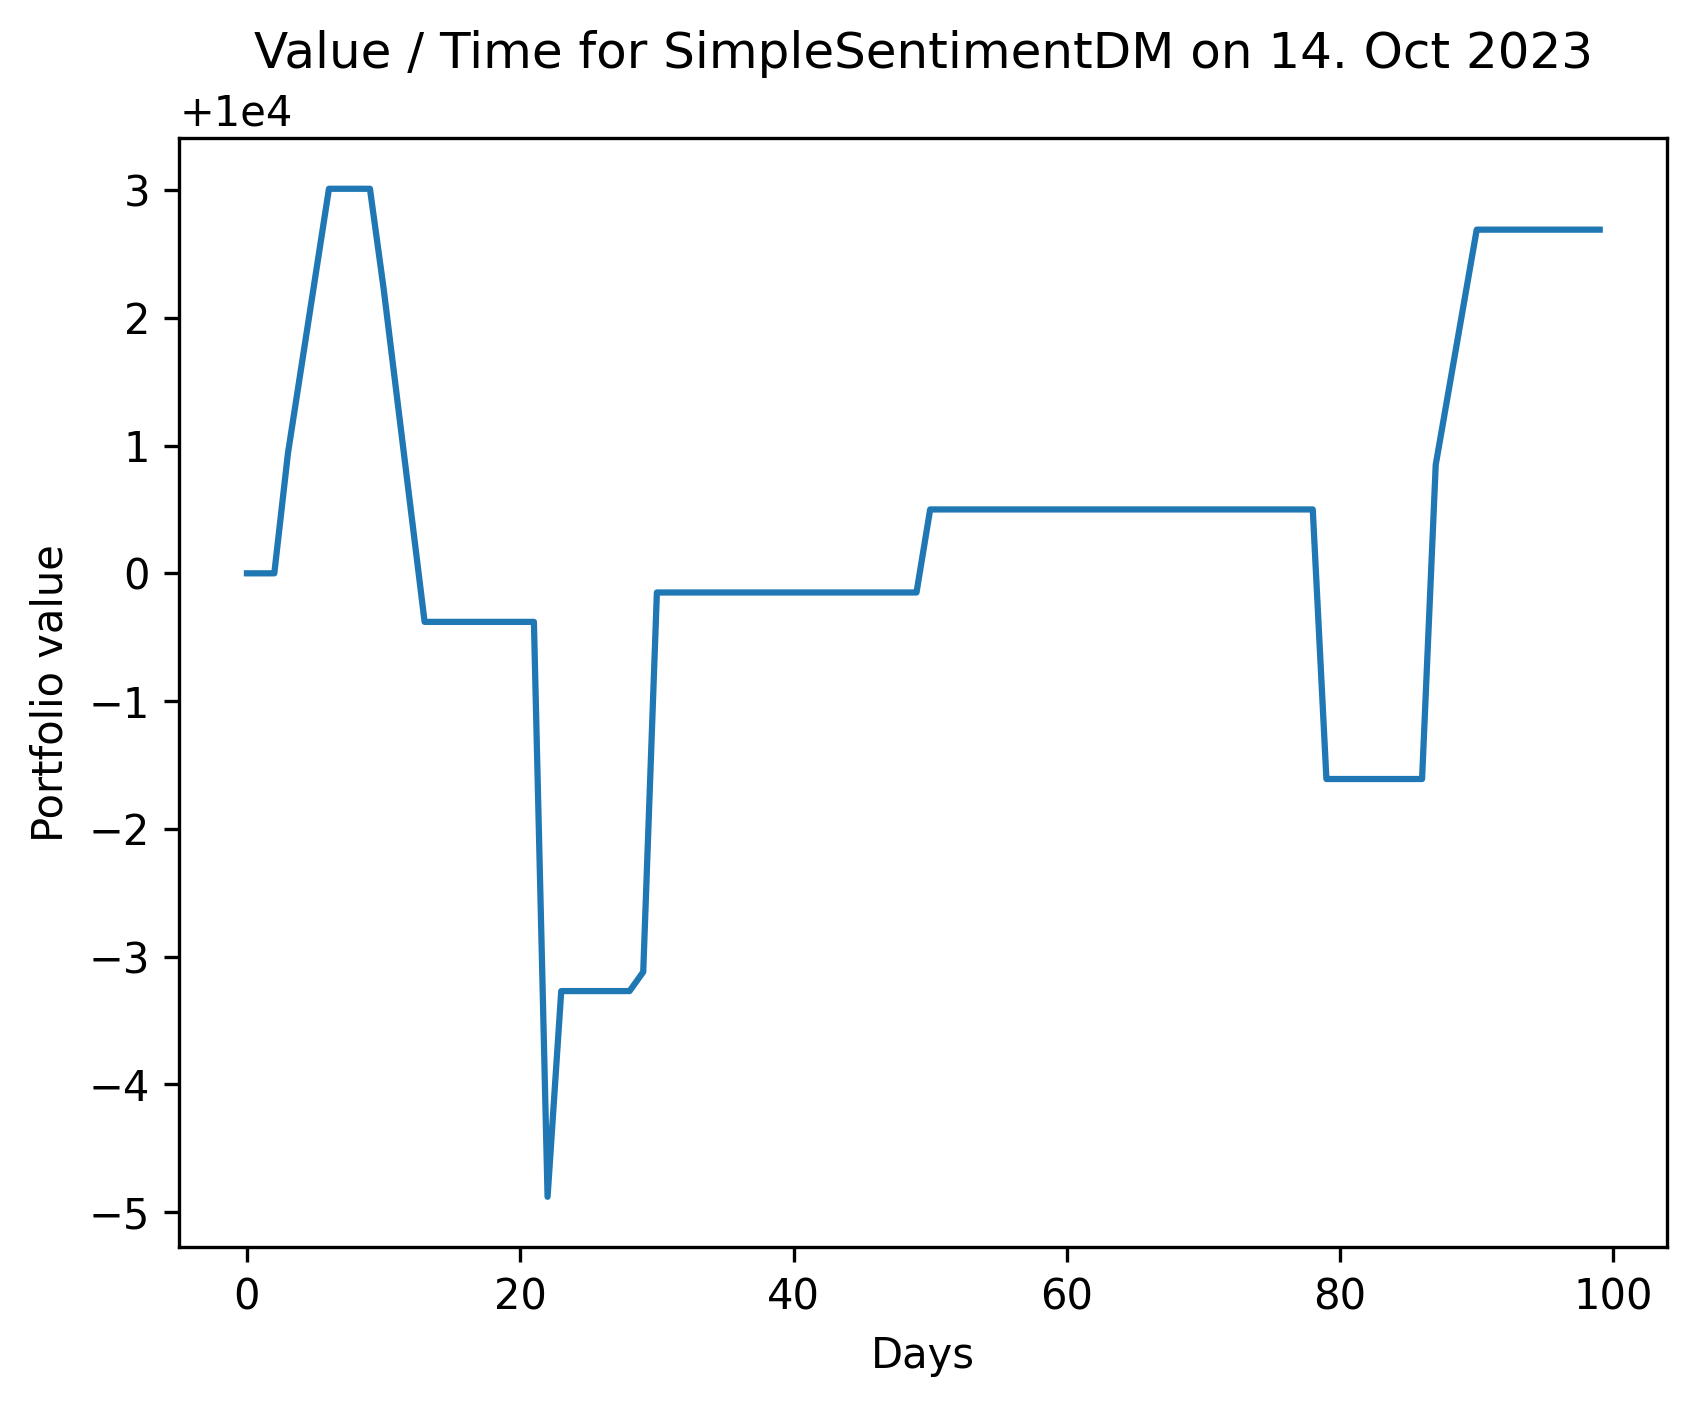 Value / Time for SimpleSentimentDM on 14. Oct 2023
+1e4
3
2
1
0
−1
−2
−3
−4
−5
Portfolio value
0 20 40 60 80 100
Days